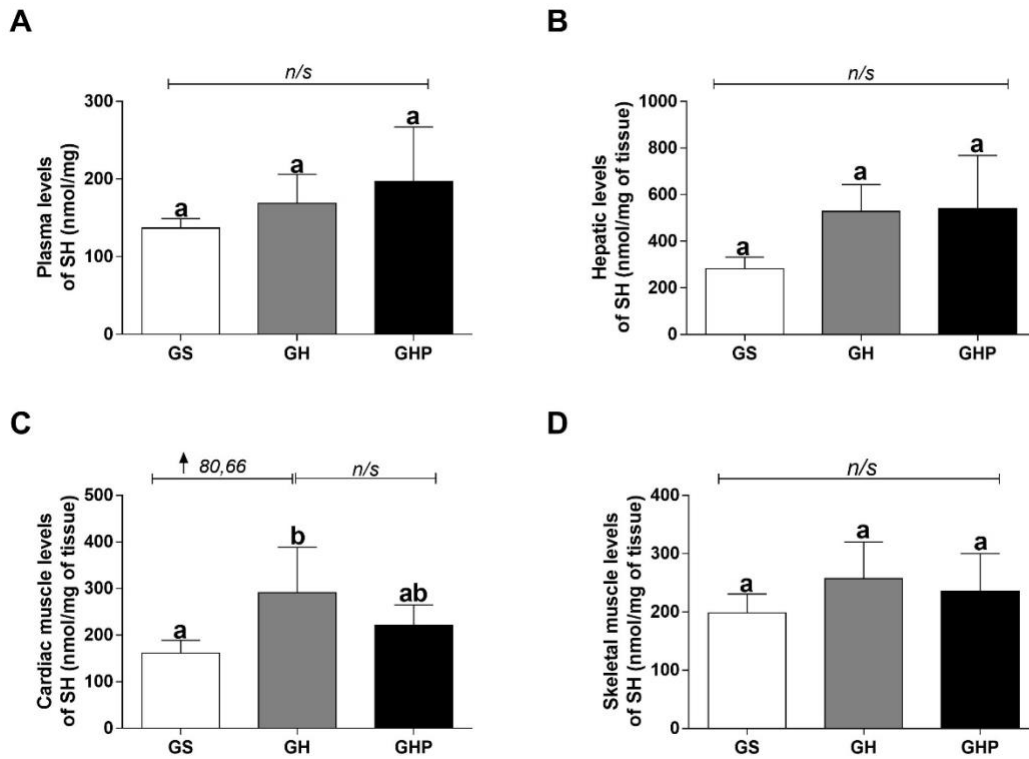 A
n/s
Plasma levels
of SH (nmol/mg)
300
200
100
0
a
a
a
GS GH GHP
B
n/s
Hepatic levels
of SH (nmol/mg of tissue)
1000
800
600
400
200
0
a
a
a
GS GH GHP
C
80,66
n/s
Cardiac muscle levels
of SH (nmol/mg of tissue)
500
400
300
200
100
0
a
b
ab
GS GH GHP
D
n/s
Skeletal muscle levels
of SH (nmol/mg of tissue)
400
300
200
100
0
a
a
a
GS GH GHP